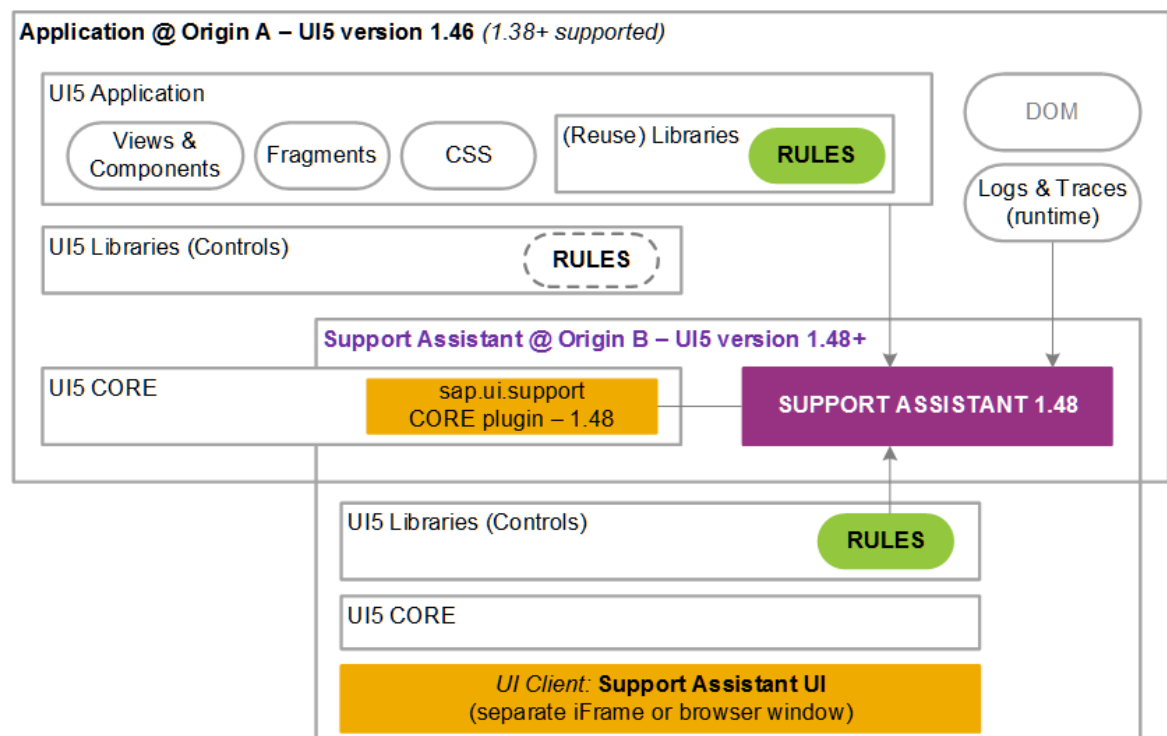 Application @ Origin A – UI5 version 1.46 (1.38+ supported)
UI5 Application
Views &
Components
Fragments
CSS
(Reuse) Libraries
RULES
DOM
Logs & Traces
(runtime)
UI5 Libraries (Controls)
RULES
Support Assistant @ Origin B – UI5 version 1.48+
UI5 CORE
sap.ui.support
CORE plugin – 1.48
SUPPORT ASSISTANT 1.48
UI5 Libraries (Controls)
RULES
UI5 CORE
UI Client: Support Assistant UI
(separate iFrame or browser window)